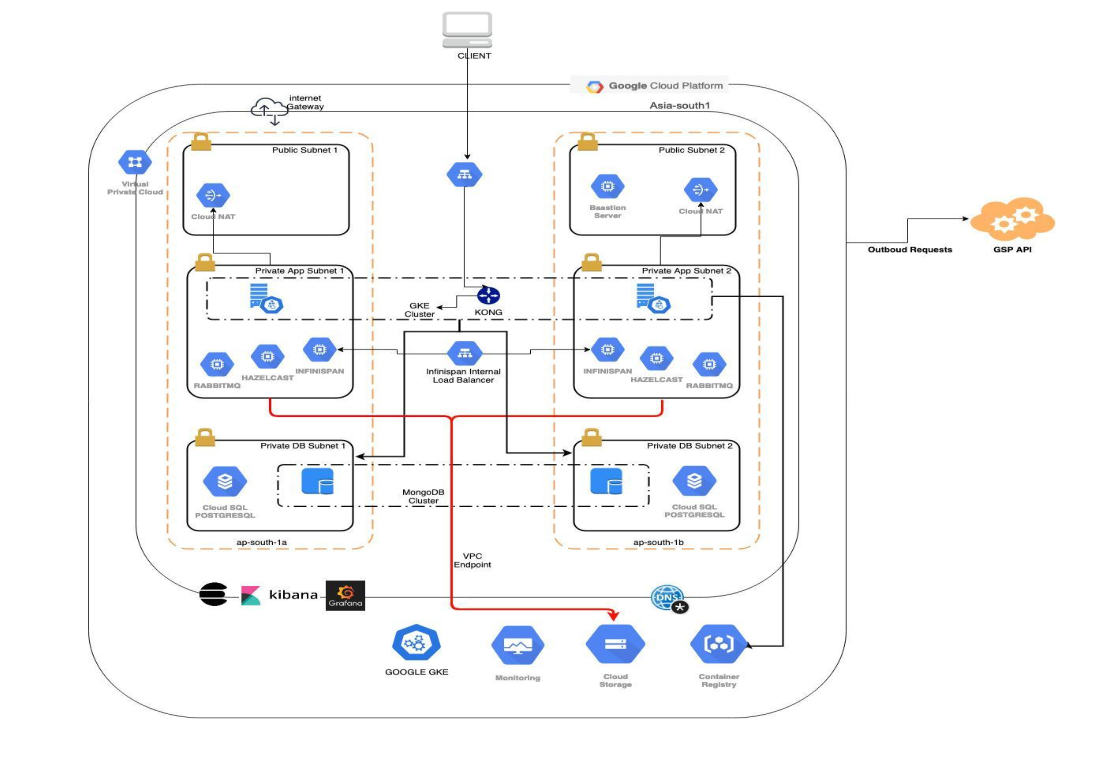 CLIENT
Google Cloud Platform
Asia-south1
internet
Gateway
Virtual
Private Cloud
Public Subnet 1
Cloud NAT
Public Subnet 2
Baastion
Server
Cloud NAT
Outboud Requests
GSP API
Private App Subnet 1
Private App Subnet 2
GKE
Cluster
KONG
RABBITMQ
HAZELCAST
INFINISPAN
Infinispan Internal
Load Balancer
INFINISPAN
HAZELCAST
RABBITMQ
Private DB Subnet 1
Private DB Subnet 2
Cloud SQL
POSTGRESQL
MongoDB
Cluster
Cloud SQL
POSTGRESQL
ap-south-1a
ap-south-1b
VPC
Endpoint
kibana
Grafana
DNS
GOOGLE GKE
Monitoring
Cloud
Storage
Container
Registry